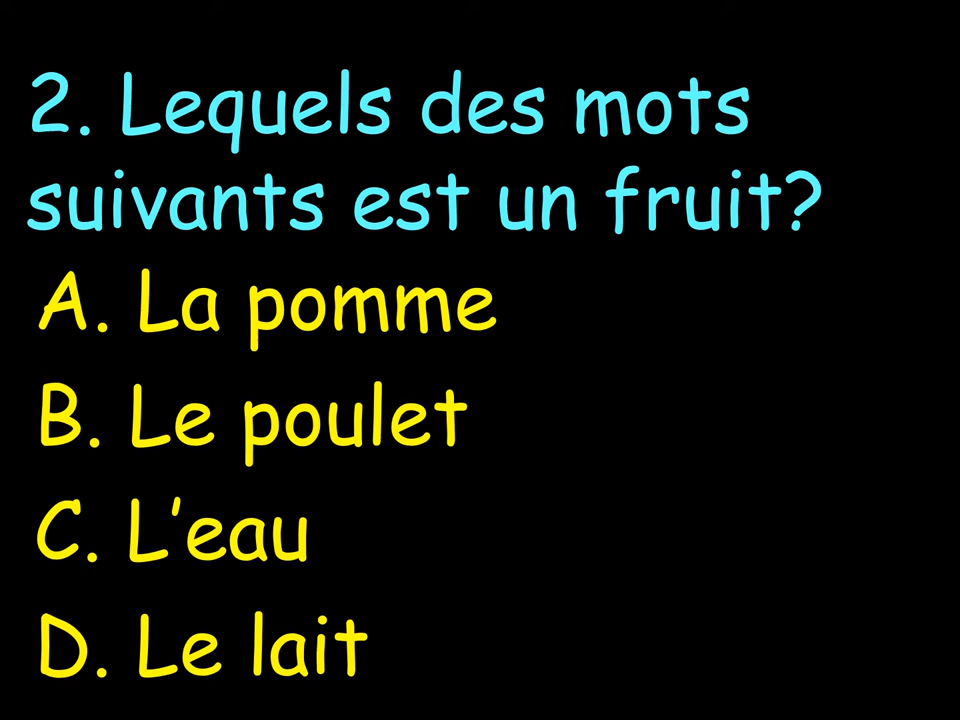 2. Lequels des mots
suivants est un fruit?
A. La pomme
B. Le poulet
C. L’eau
D. Le lait